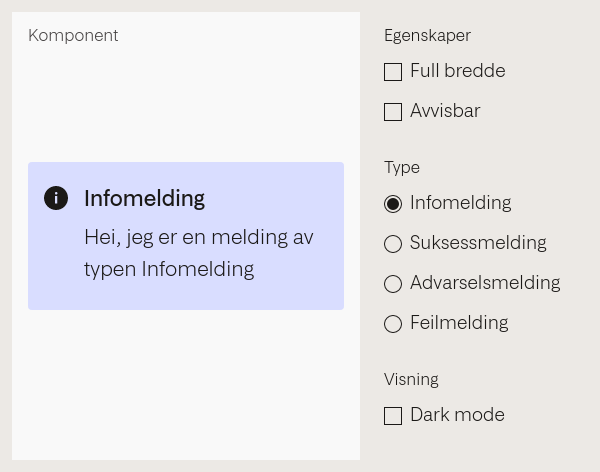 Komponent
Infomelding
Hei, jeg er en melding av
typen Infomelding
Egenskaper
Full bredde
Avvisbar
Type
Infomelding
Suksessmelding
Advarselsmelding
Feilmelding
Visning
Dark mode